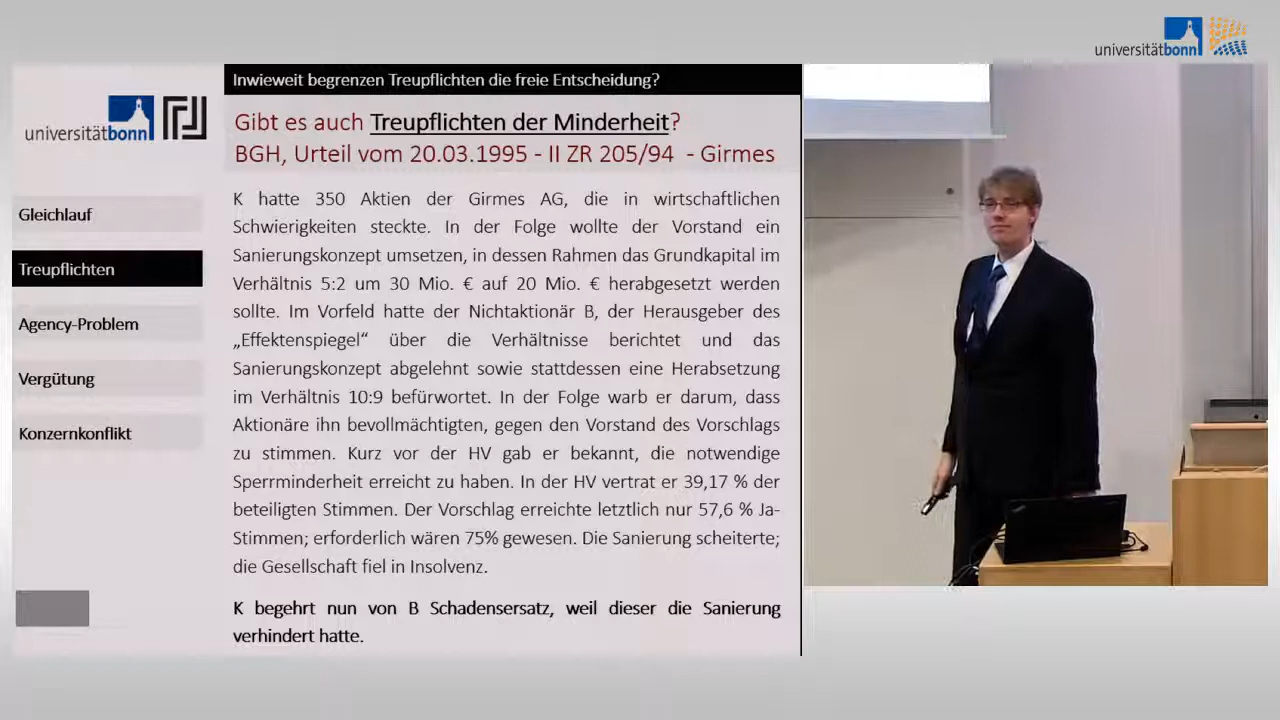 universitätbonn
Inwieweit begrenzen Treupflichten die freie Entscheidung?
universitätbonn
Gibt es auch Treupflichten der Minderheit?
BGH, Urteil vom 20.03.1995 - II ZR 205/94 - Girmes
Gleichlauf
Treupflichten
Agency-Problem
Vergütung
Konzernkonflikt
K hatte 350 Aktien der Girmes AG, die in wirtschaftlichen
Schwierigkeiten steckte. In der Folge wollte der Vorstand ein
Sanierungskonzept umsetzen, in dessen Rahmen das Grundkapital im
Verhältnis 5:2 um 30 Mio. € auf 20 Mio. € herabgesetzt werden
sollte. Im Vorfeld hatte der Nichtaktionär B, der Herausgeber des
„Effektenspiegel“ über die Verhältnisse berichtet und das
Sanierungskonzept abgelehnt sowie stattdessen eine Herabsetzung
im Verhältnis 10:9 befürwortet. In der Folge warb er darum, dass
Aktionäre ihn bevollmächtigten, gegen den Vorstand des Vorschlags
zu stimmen. Kurz vor der HV gab er bekannt, die notwendige
Sperrminderheit erreicht zu haben. In der HV vertrat er 39,17 % der
beteiligten Stimmen. Der Vorschlag erreichte letztlich nur 57,6 % Ja-
Stimmen; erforderlich wären 75% gewesen. Die Sanierung scheiterte;
die Gesellschaft fiel in Insolvenz.
K begehrt nun von B Schadensersatz, weil dieser die Sanierung
verhindert hatte.